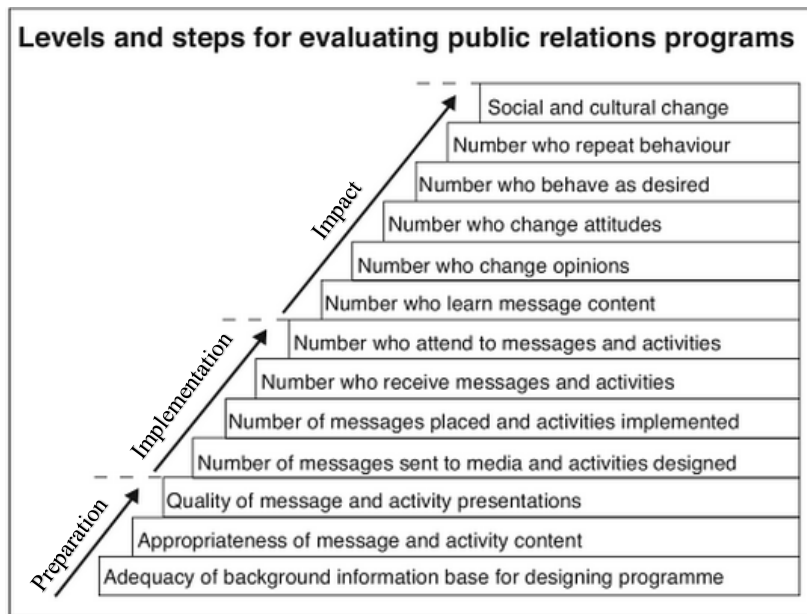 Levels and steps for evaluating public relations programs
Social and cultural change
Number who repeat behaviour
Number who behave as desired
Number who change attitudes
Number who change opinions
Number who learn message content
Impact
Number who attend to messages and activities
Number who receive messages and activities
Number of messages placed and activities implemented
Number of messages sent to media and activities designed
Implementation
Quality of message and activity presentations
Appropriateness of message and activity content
Adequacy of background information base for designing programme
Preparation